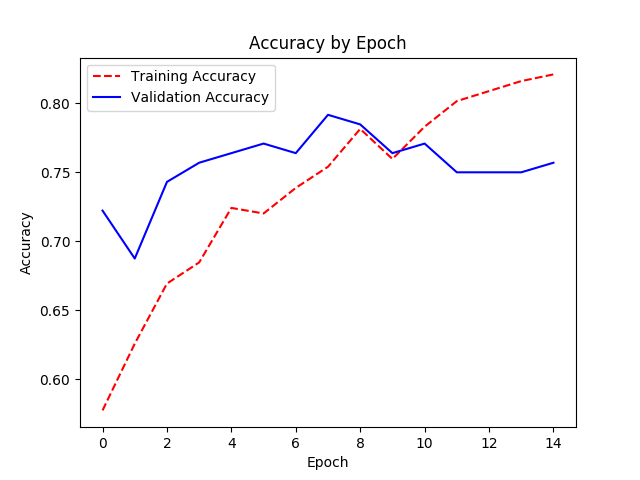 Accuracy by Epoch
Training Accuracy
Validation Accuracy
0.80
0.75
0.70
0.65
0.60
Accuracy
0 2 4 6 8 10 12 14
Epoch